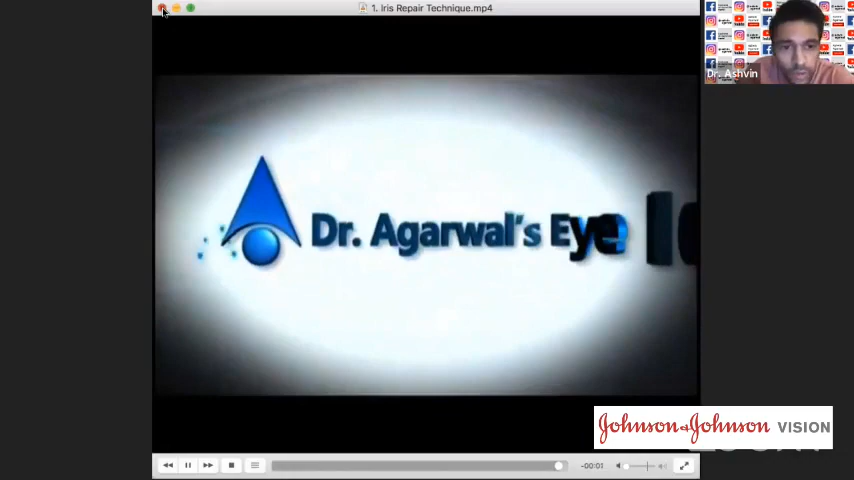 1. Iris Repair Technique.mp4
Dr. Ashvin
Dr. Agarwal's Eye
Johnson & Johnson VISION
-00:01